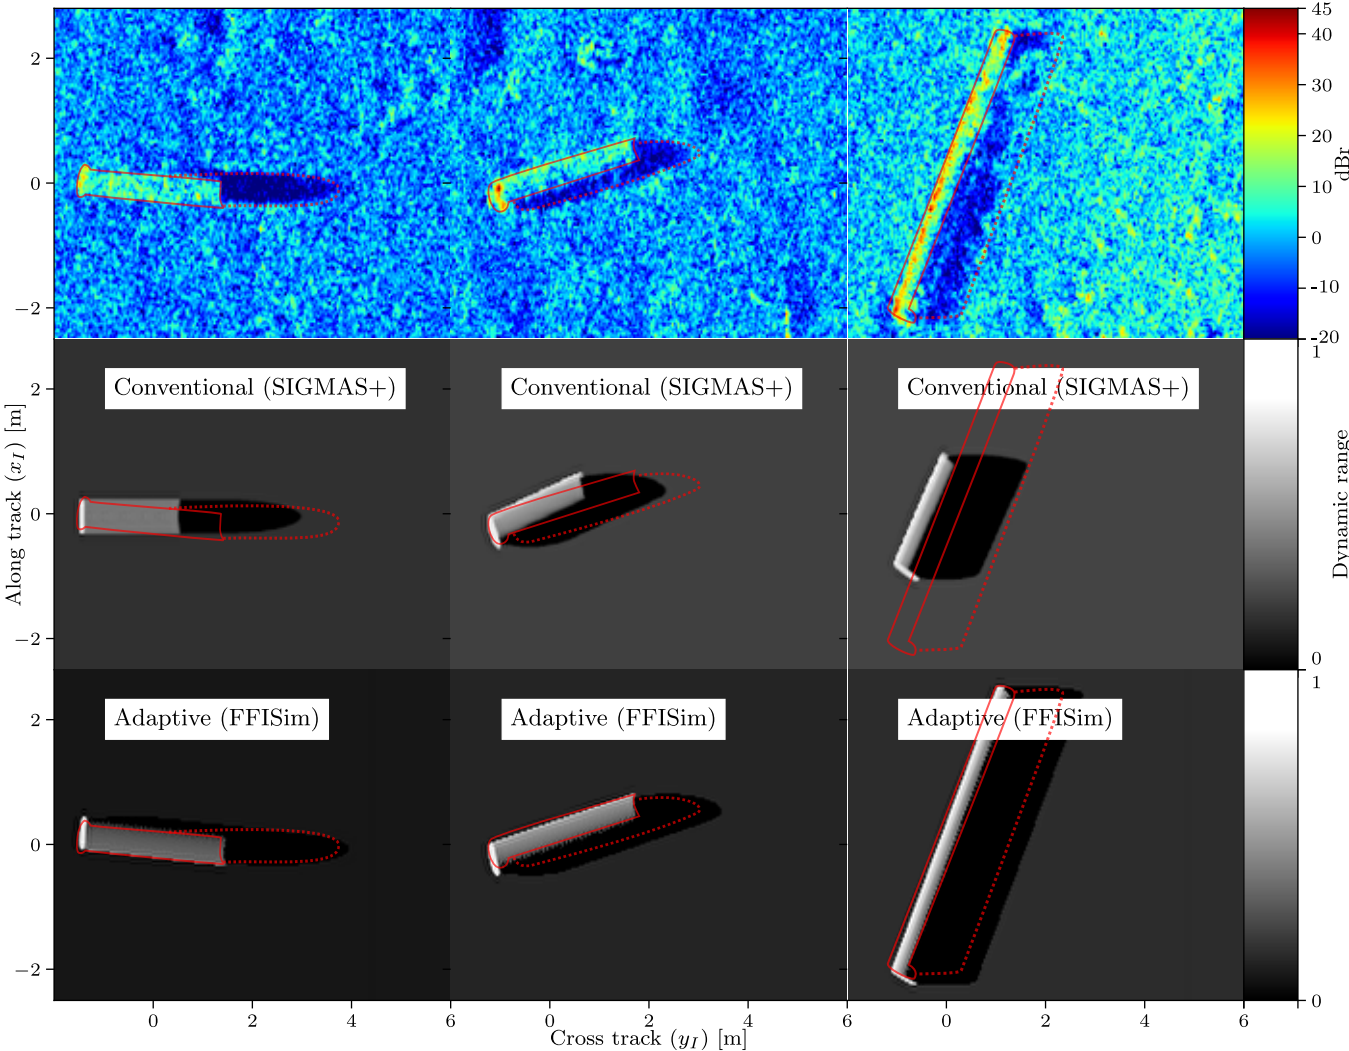 2
0
−2
45
40
30
20
10
0
-10
-20
dBr
Conventional (SIGMAS+)
Conventional (SIGMAS+)
Conventional (SIGMAS+)
2
0
−2
1
0
Dynamic range
Along track (x_I) [m]
Adaptive (FFISim)
Adaptive (FFISim)
Adaptive (FFISim)
2
0
−2
1
0
0 2 4 6 0 2 4 6 0 2 4 6
Cross track (y_I) [m]